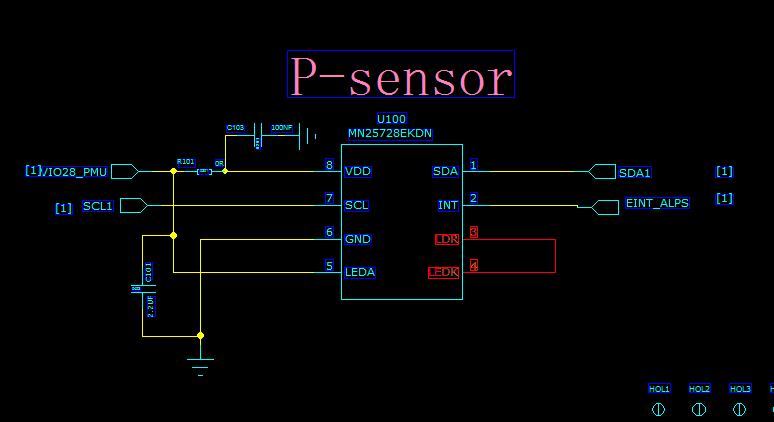 P-sensor
U100
MN25728EKDN
C103 100NF
R101 0R
[1] VIO28_PMU 8 VDD SDA 1 SDA1 [1]
[1] SCL1 7 SCL INT 2 EINT_ALPS [1]
6 GND LDR 3
5 LEDA LEDK 4
C101
2.2UF
HOL1 HOL2 HOL3